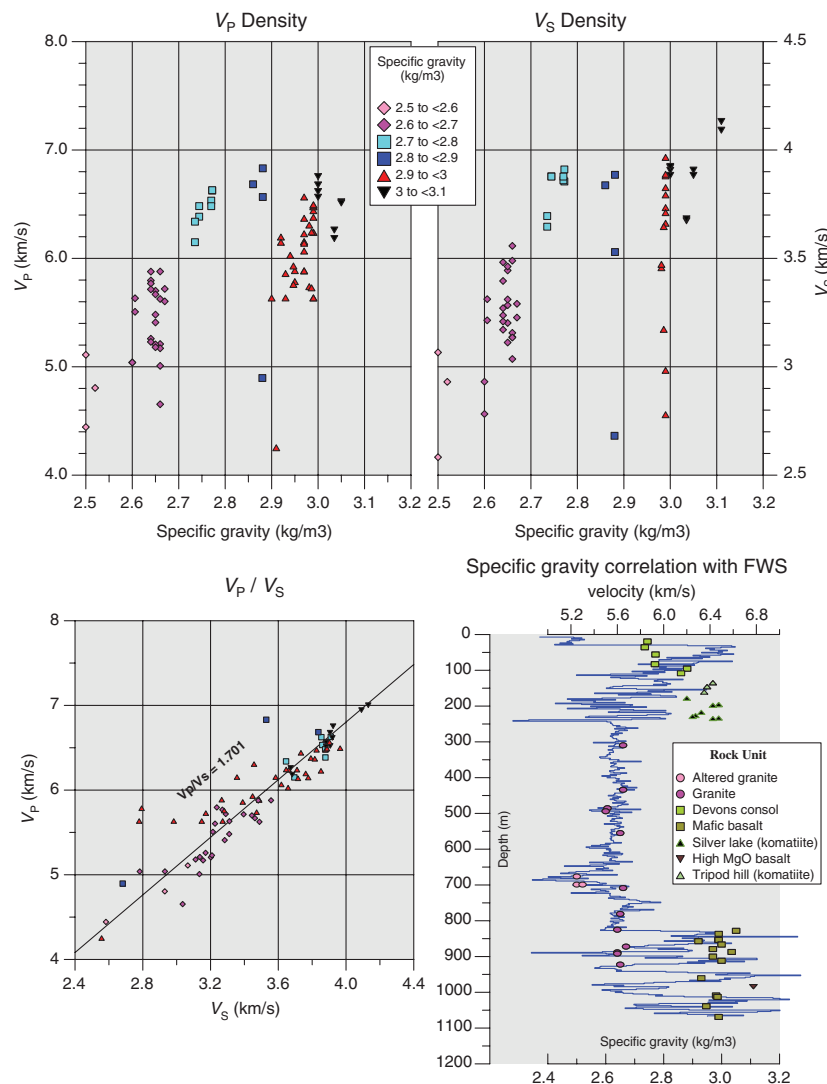 V_P Density
V_S Density
8.0
7.0
6.0
5.0
4.0
V_P (km/s)
2.5 2.6 2.7 2.8 2.9 3.0 3.1 3.2
Specific gravity (kg/m3)
Specific gravity
(kg/m3)
2.5 to <2.6
2.6 to <2.7
2.7 to <2.8
2.8 to <2.9
2.9 to <3
3 to <3.1
4.5
4
3.5
3
2.5
V_S (km/s)
2.5 2.6 2.7 2.8 2.9 3.0 3.1 3.2
Specific gravity (kg/m3)
V_P / V_S
8
7
6
5
4
V_P (km/s)
Vp/Vs = 1.701
2.4 2.8 3.2 3.6 4.0 4.4
V_S (km/s)
Specific gravity correlation with FWS
velocity (km/s)
5.2 5.6 6 6.4 6.8
0
100
200
300
400
500
600
700
800
900
1000
1100
1200
Depth (m)
Rock Unit
Altered granite
Granite
Devons consol
Mafic basalt
Silver lake (komatiite)
High MgO basalt
Tripod hill (komatiite)
Specific gravity (kg/m3)
2.4 2.6 2.8 3.0